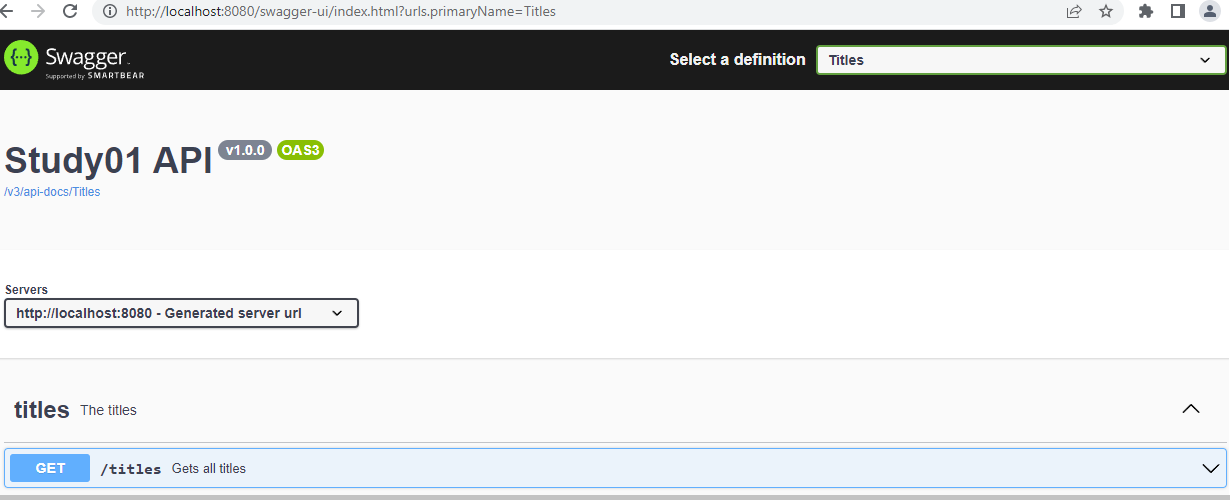 http://localhost:8080/swagger-ui/index.html?urls.primaryName=Titles
Swagger.
Supported by SMARTBEAR
Select a definition
Titles
Study01 API v1.0.0 OAS3
/v3/api-docs/Titles
Servers
http://localhost:8080 - Generated server url
titles The titles
GET /titles Gets all titles